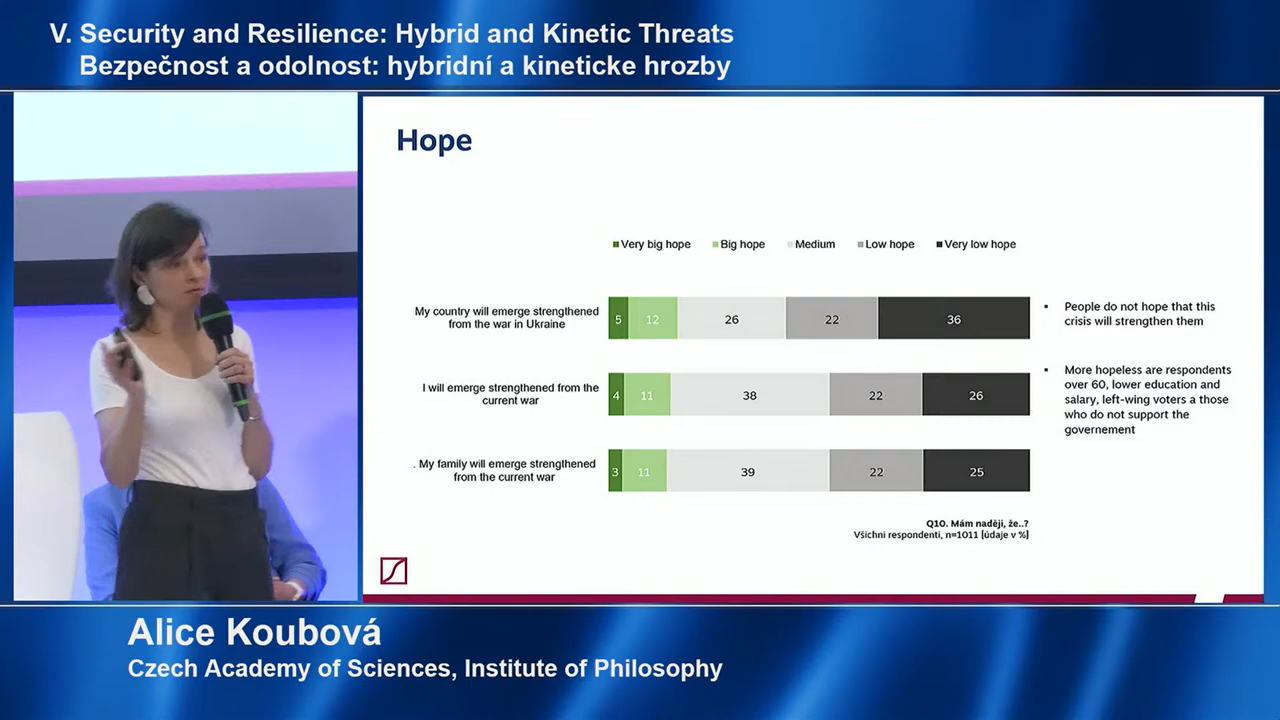 V. Security and Resilience: Hybrid and Kinetic Threats
Bezpečnost a odolnost: hybridní a kineticke hrozby
Hope
Very big hope
Big hope
Medium
Low hope
Very low hope
My country will emerge strengthened
from the war in Ukraine
5
12
26
22
36
I will emerge strengthened from the
current war
4
11
38
22
26
. My family will emerge strengthened
from the current war
3
11
39
22
25
Q10. Mám naději, že..?
Všichni respondenti, n=1011 [údaje v %]
▪ People do not hope that this
crisis will strengthen them
▪ More hopeless are respondents
over 60, lower education and
salary, left-wing voters a those
who do not support the
governement
Alice Koubová
Czech Academy of Sciences, Institute of Philosophy